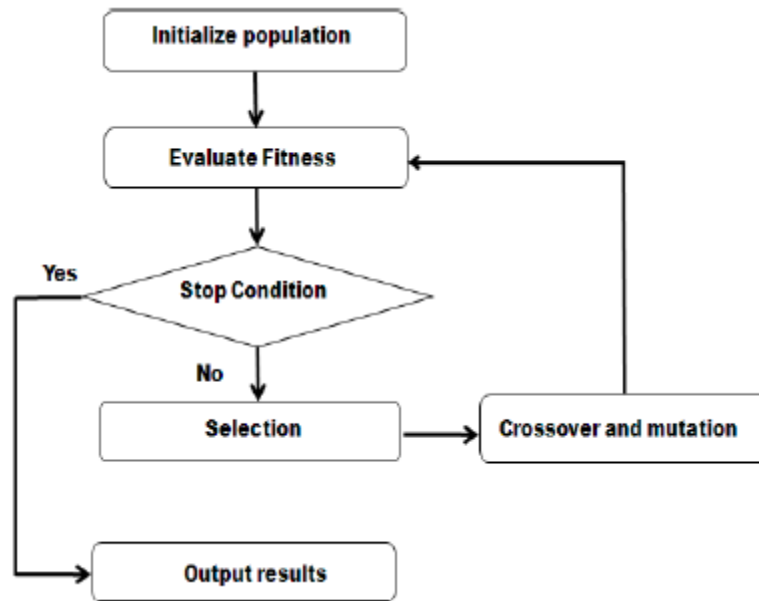 Initialize population
Evaluate Fitness
Yes
Stop Condition
No
Selection
Crossover and mutation
Output results